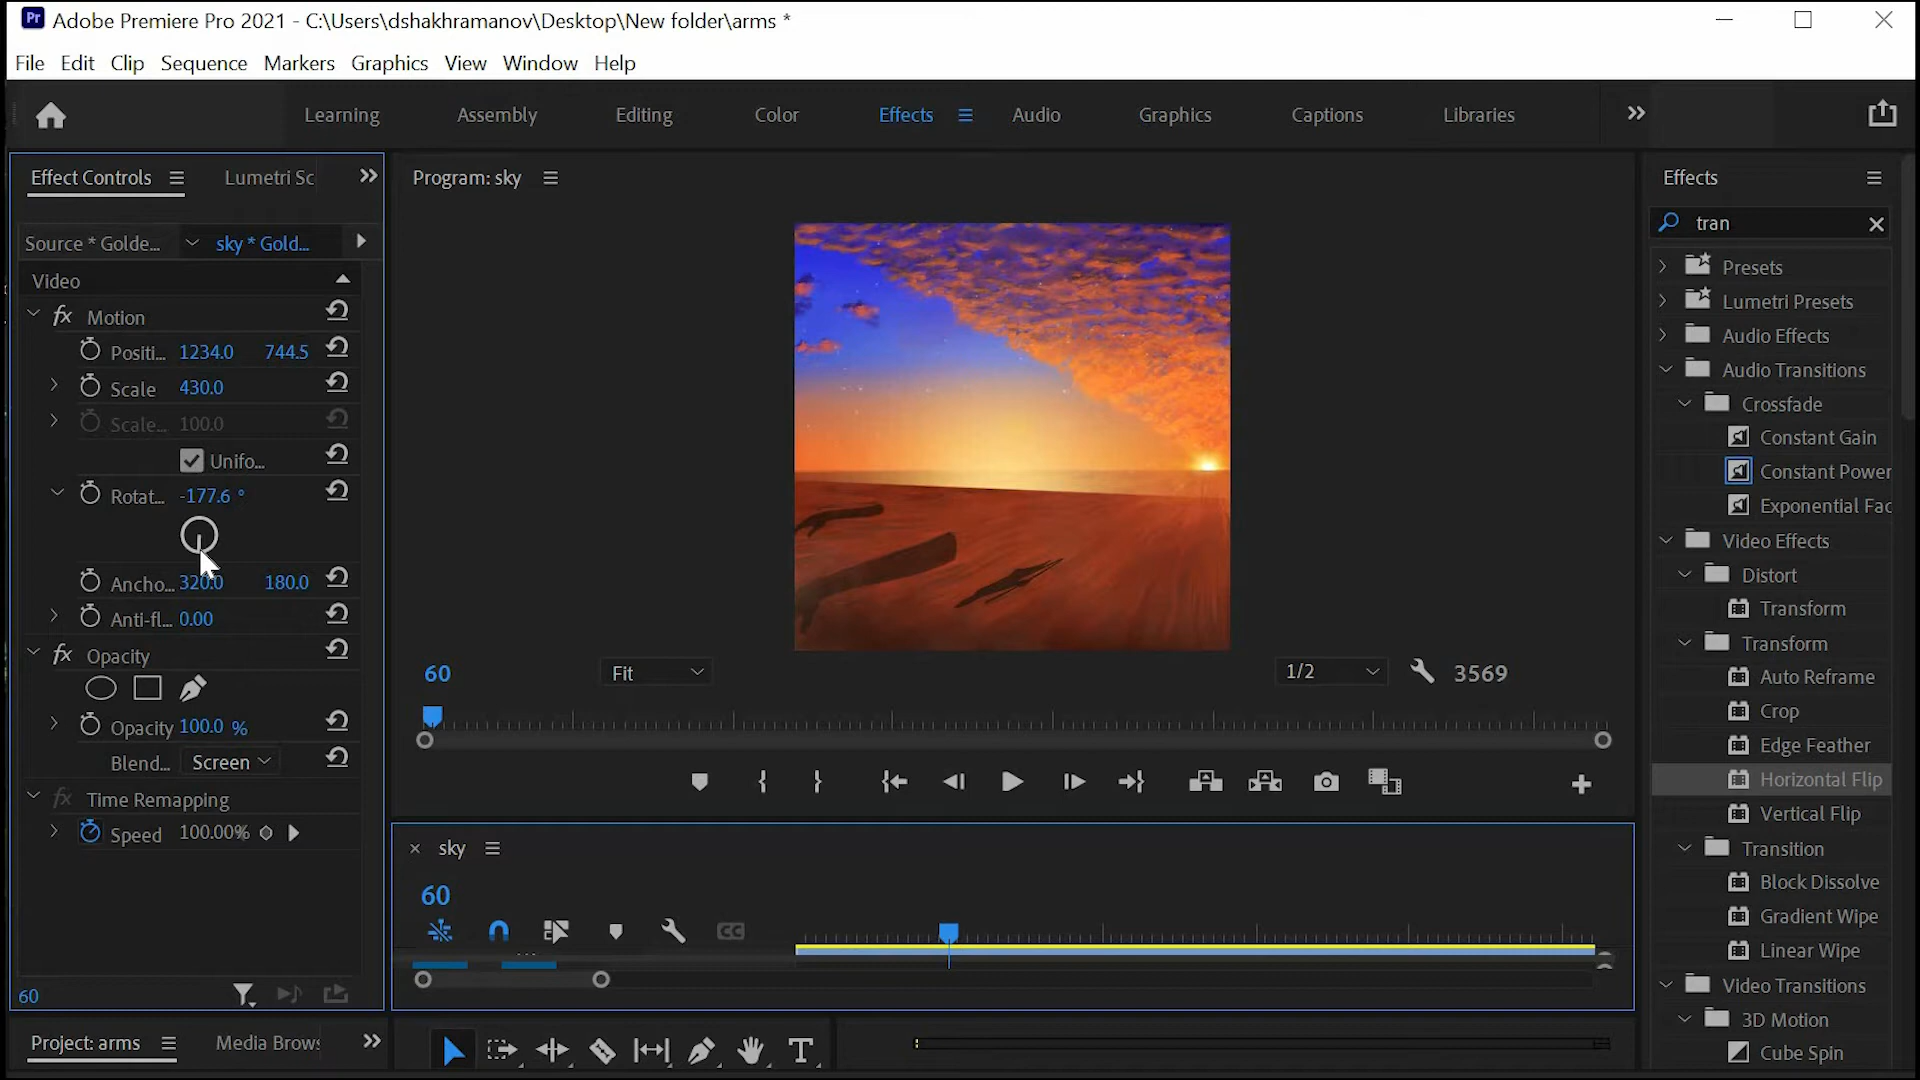 Pr Adobe Premiere Pro 2021 - C:\Users\dshakhramanov\Desktop\New folder\arms *
File Edit Clip Sequence Markers Graphics View Window Help
Learning Assembly Editing Color Effects Audio Graphics Captions Libraries
Effect Controls Lumetri Sc
Source * Golde... sky * Gold...
Video
fx Motion
Positi... 1234.0 744.5
Scale 430.0
Scale... 100.0
Unifo...
Rotat... -177.6 °
Ancho... 320.0 180.0
Anti-fl... 0.00
fx Opacity
Opacity 100.0 %
Blend... Screen
fx Time Remapping
Speed 100.00%
60
Project: arms Media Brows
Program: sky
60 Fit 1/2 3569
× sky
60
CC
T
Effects
tran
Presets
Lumetri Presets
Audio Effects
Audio Transitions
Crossfade
Constant Gain
Constant Power
Exponential Fac
Video Effects
Distort
Transform
Transform
Auto Reframe
Crop
Edge Feather
Horizontal Flip
Vertical Flip
Transition
Block Dissolve
Gradient Wipe
Linear Wipe
Video Transitions
3D Motion
Cube Spin